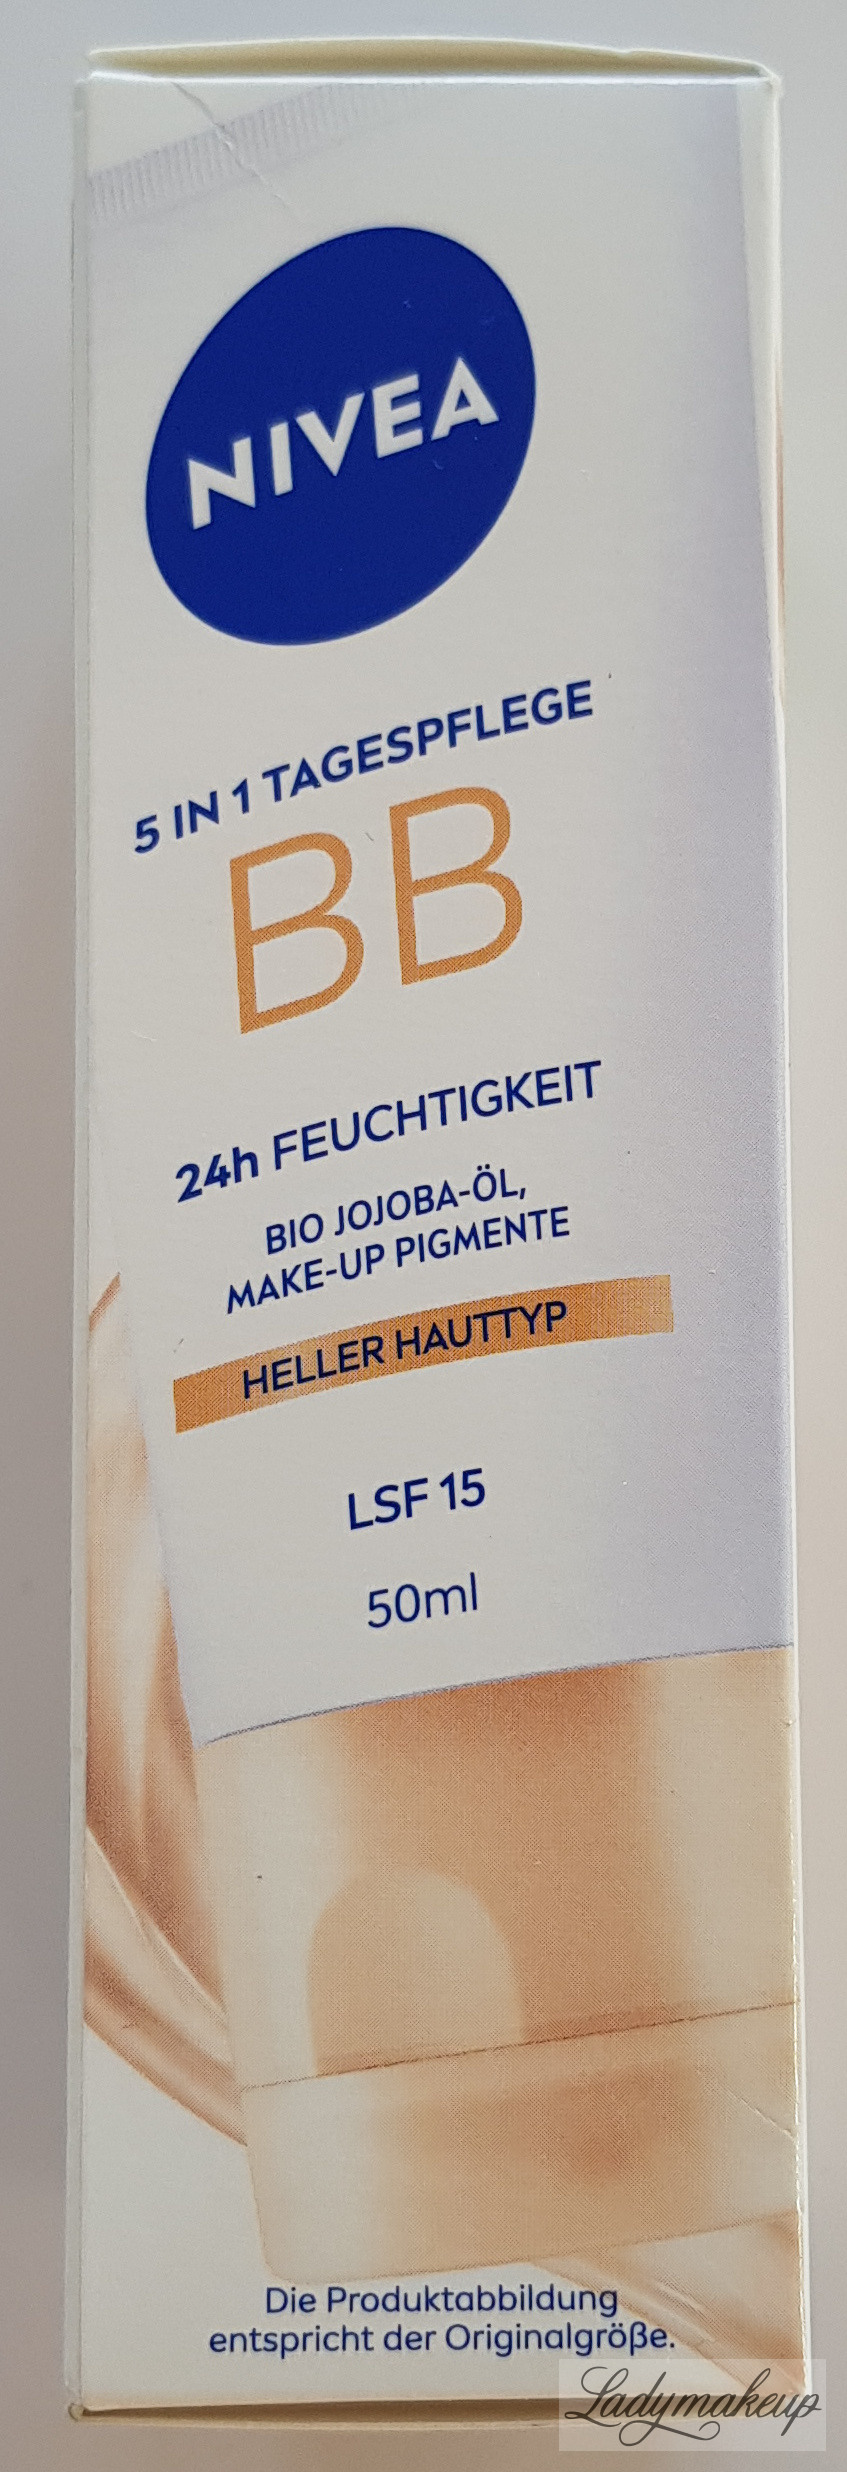 NIVEA
5 IN 1 TAGESPFLEGE
BB
24h FEUCHTIGKEIT
BIO JOJOBA-ÖL,
MAKE-UP PIGMENTE
HELLER HAUTTYP
LSF 15
50ml
Die Produktabbildung
entspricht der Originalgröße.
Ladymakeup